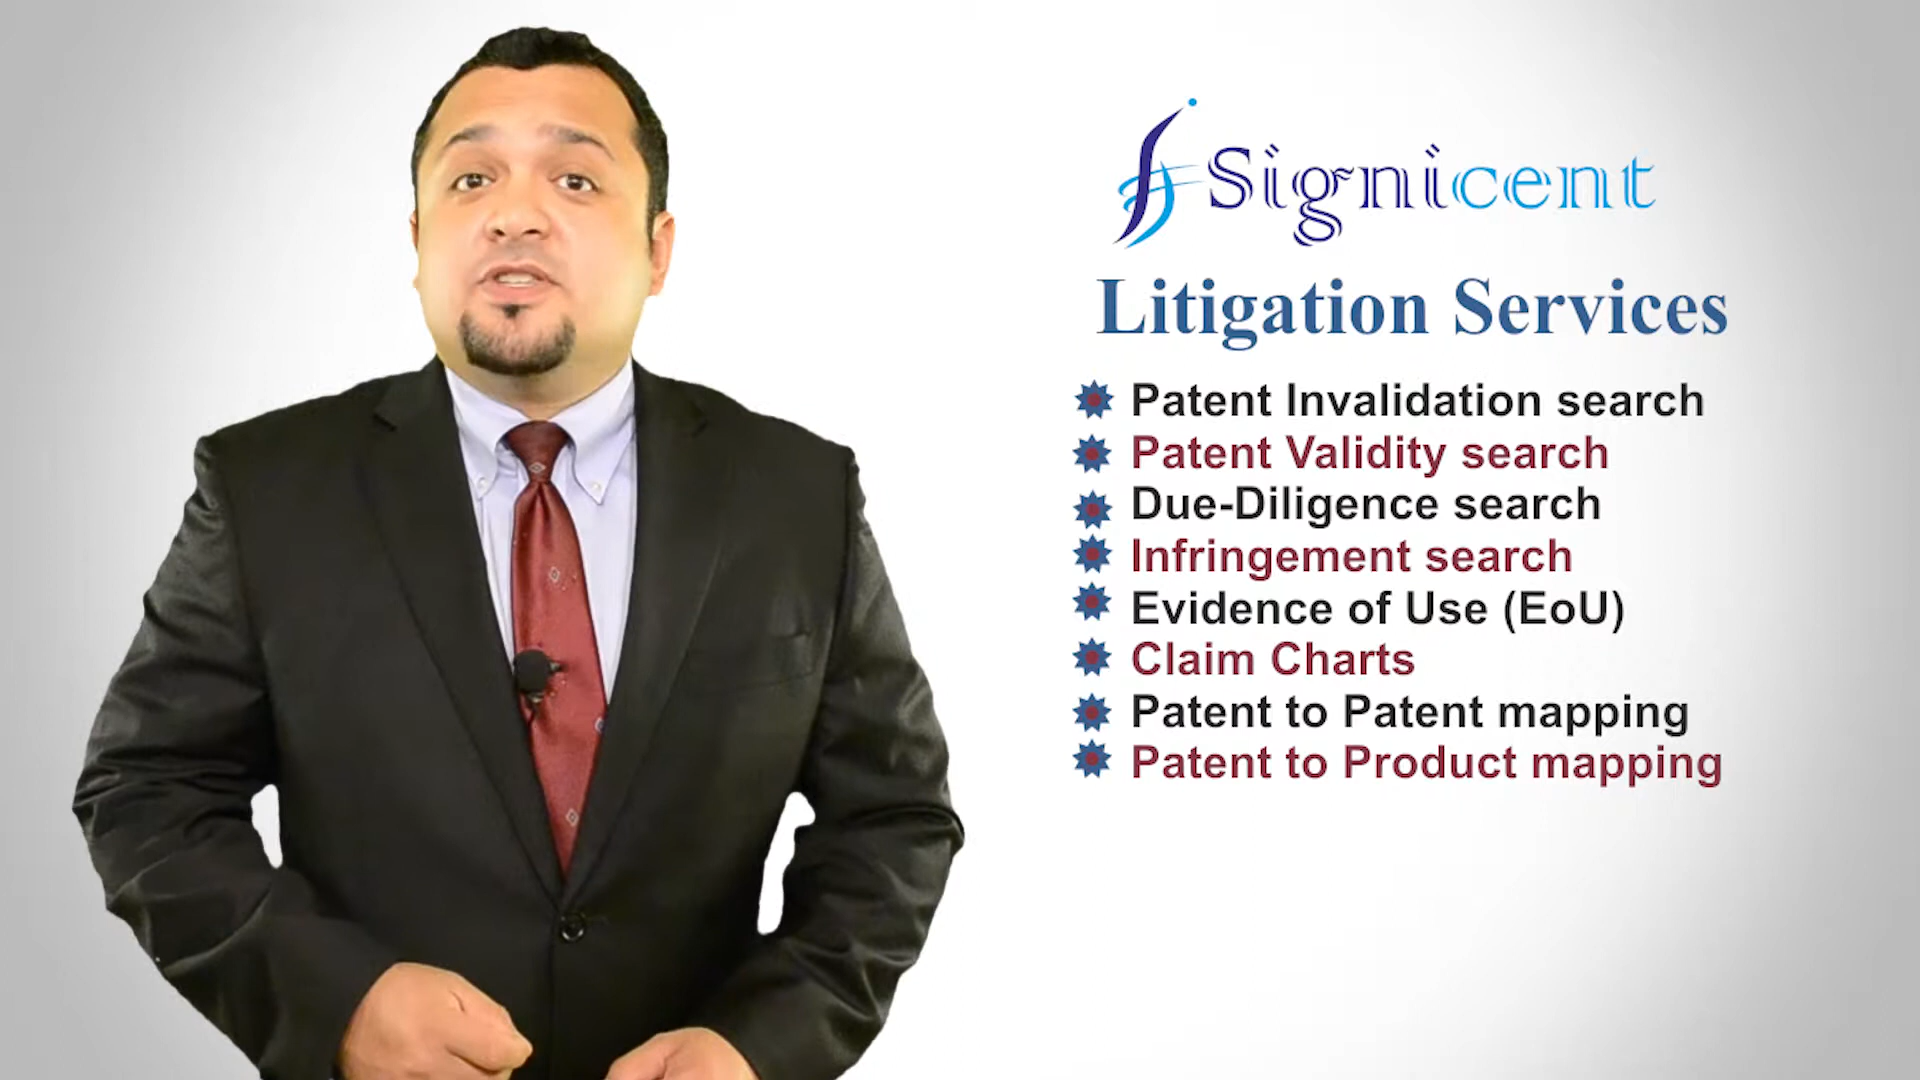 Signicent
Litigation Services
Patent Invalidation search
Patent Validity search
Due-Diligence search
Infringement search
Evidence of Use (EoU)
Claim Charts
Patent to Patent mapping
Patent to Product mapping